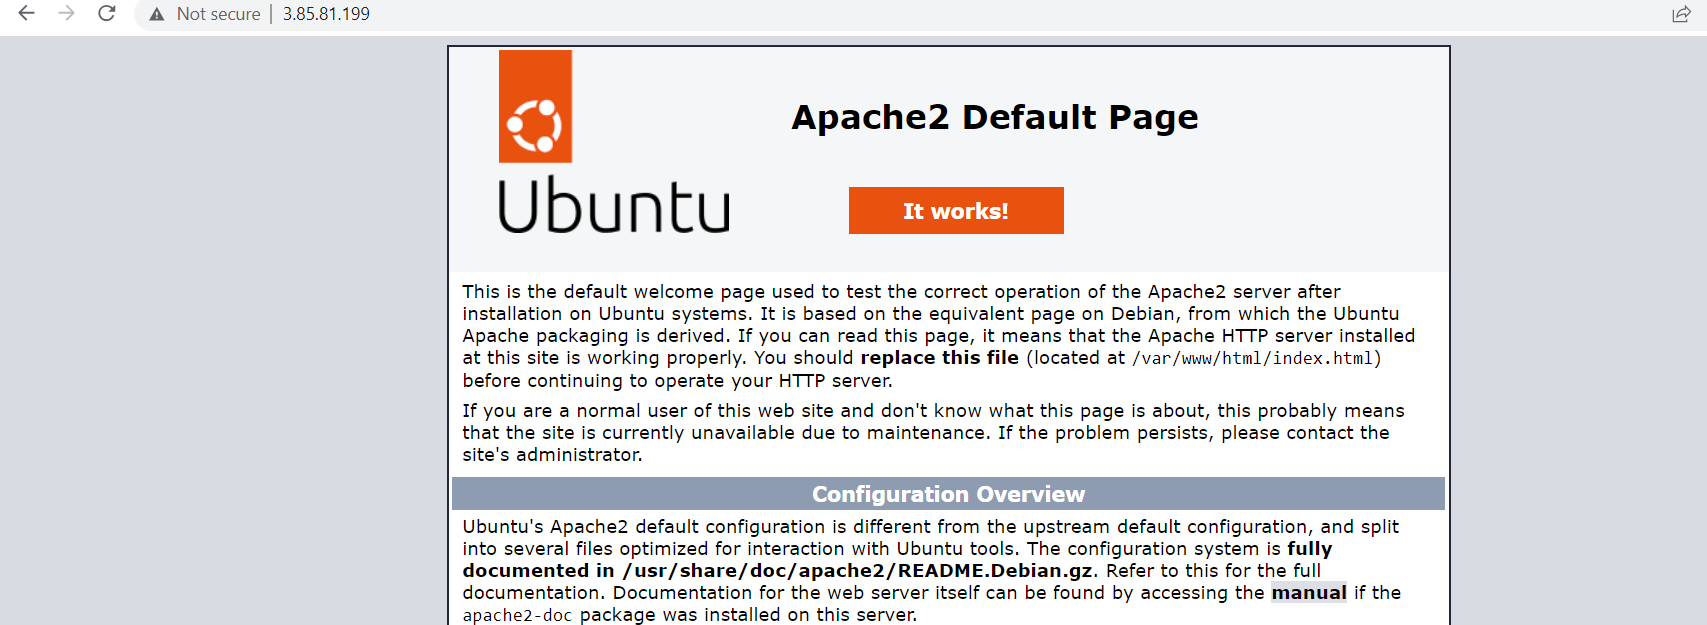 Not secure | 3.85.81.199
Apache2 Default Page
Ubuntu
It works!
This is the default welcome page used to test the correct operation of the Apache2 server after
installation on Ubuntu systems. It is based on the equivalent page on Debian, from which the Ubuntu
Apache packaging is derived. If you can read this page, it means that the Apache HTTP server installed
at this site is working properly. You should replace this file (located at /var/www/html/index.html)
before continuing to operate your HTTP server.
If you are a normal user of this web site and don't know what this page is about, this probably means
that the site is currently unavailable due to maintenance. If the problem persists, please contact the
site's administrator.
Configuration Overview
Ubuntu's Apache2 default configuration is different from the upstream default configuration, and split
into several files optimized for interaction with Ubuntu tools. The configuration system is fully
documented in /usr/share/doc/apache2/README.Debian.gz. Refer to this for the full
documentation. Documentation for the web server itself can be found by accessing the manual if the
apache2-doc package was installed on this server.